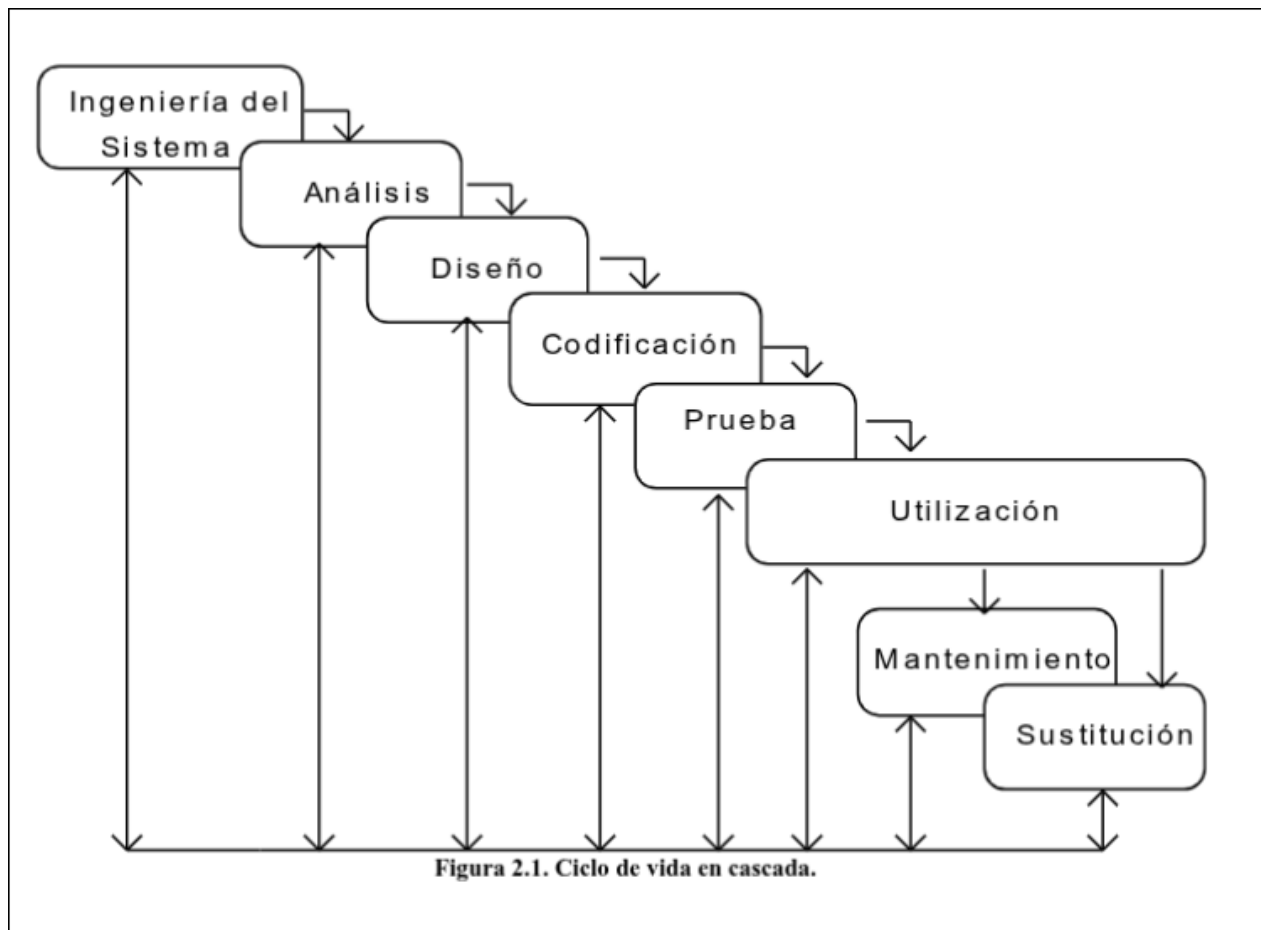 Ingeniería del
Sistema
Análisis
Diseño
Codificación
Prueba
Utilización
Mantenimiento
Sustitución
Figura 2.1. Ciclo de vida en cascada.